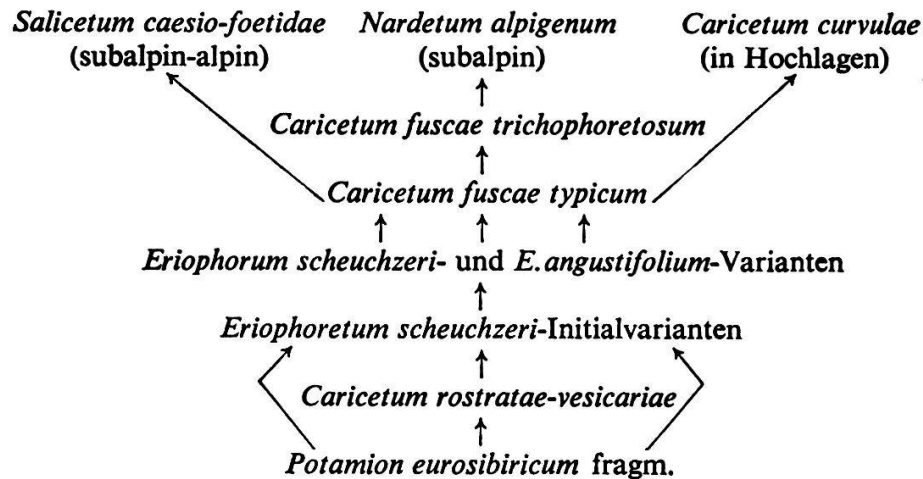 Salicetum caesio-foetidae Nardetum alpigenum Caricetum curvulae
(subalpin-alpin) (subalpin) (in Hochlagen)
Caricetum fuscae trichophoretosum
Caricetum fuscae typicum
Eriophorum scheuchzeri- und E. angustifolium-Varianten
Eriophoretum scheuchzeri-Initialvarianten
Caricetum rostratae-vesicariae
Potamion eurosibiricum fragm.